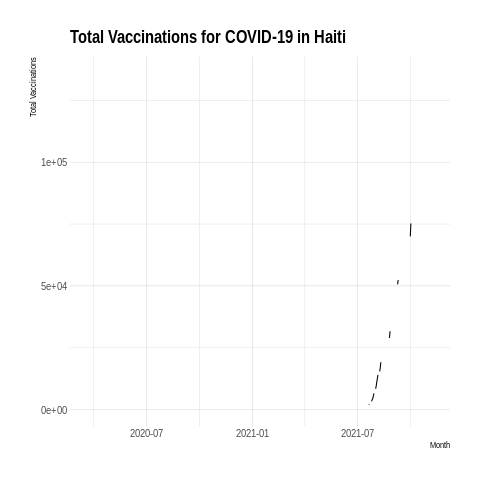 Total Vaccinations for COVID-19 in Haiti
Total Vaccinations
1e+05
5e+04
0e+00
2020-07 2021-01 2021-07
Month